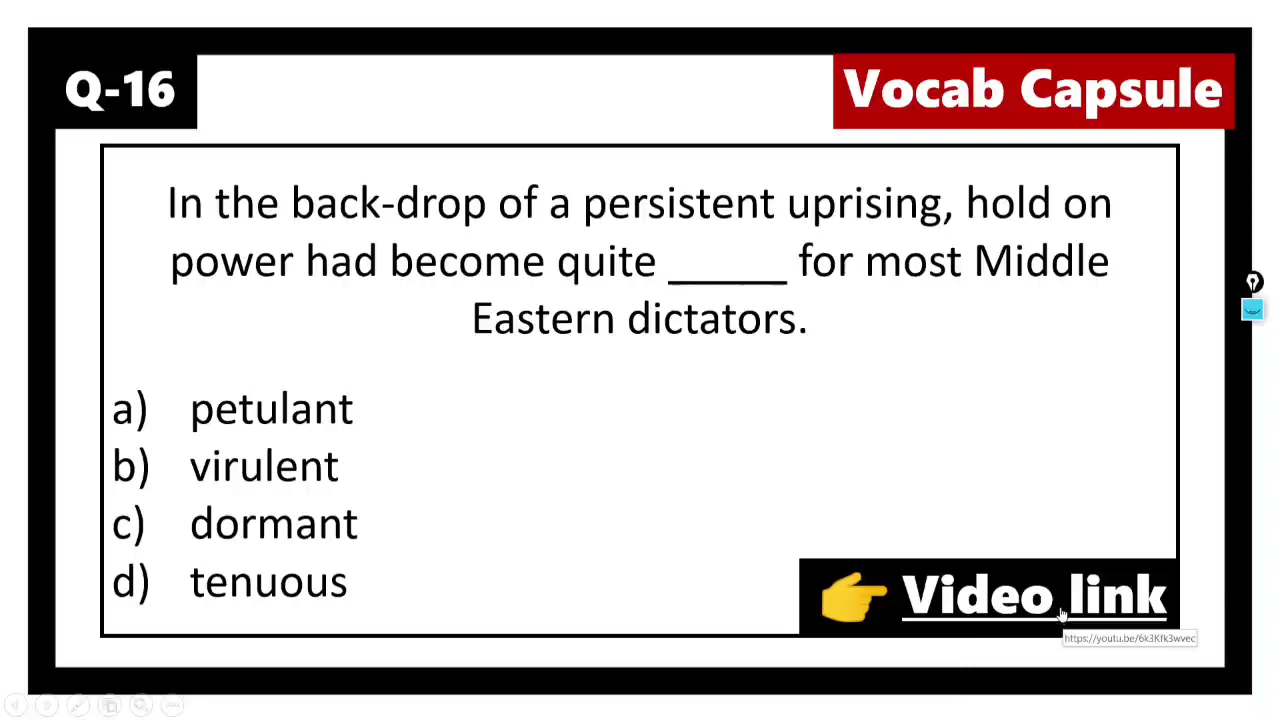 Q-16
Vocab Capsule
In the back-drop of a persistent uprising, hold on
power had become quite _____ for most Middle
Eastern dictators.
a) petulant
b) virulent
c) dormant
d) tenuous
Video link
https://youtu.be/6k3Kfk3wvec